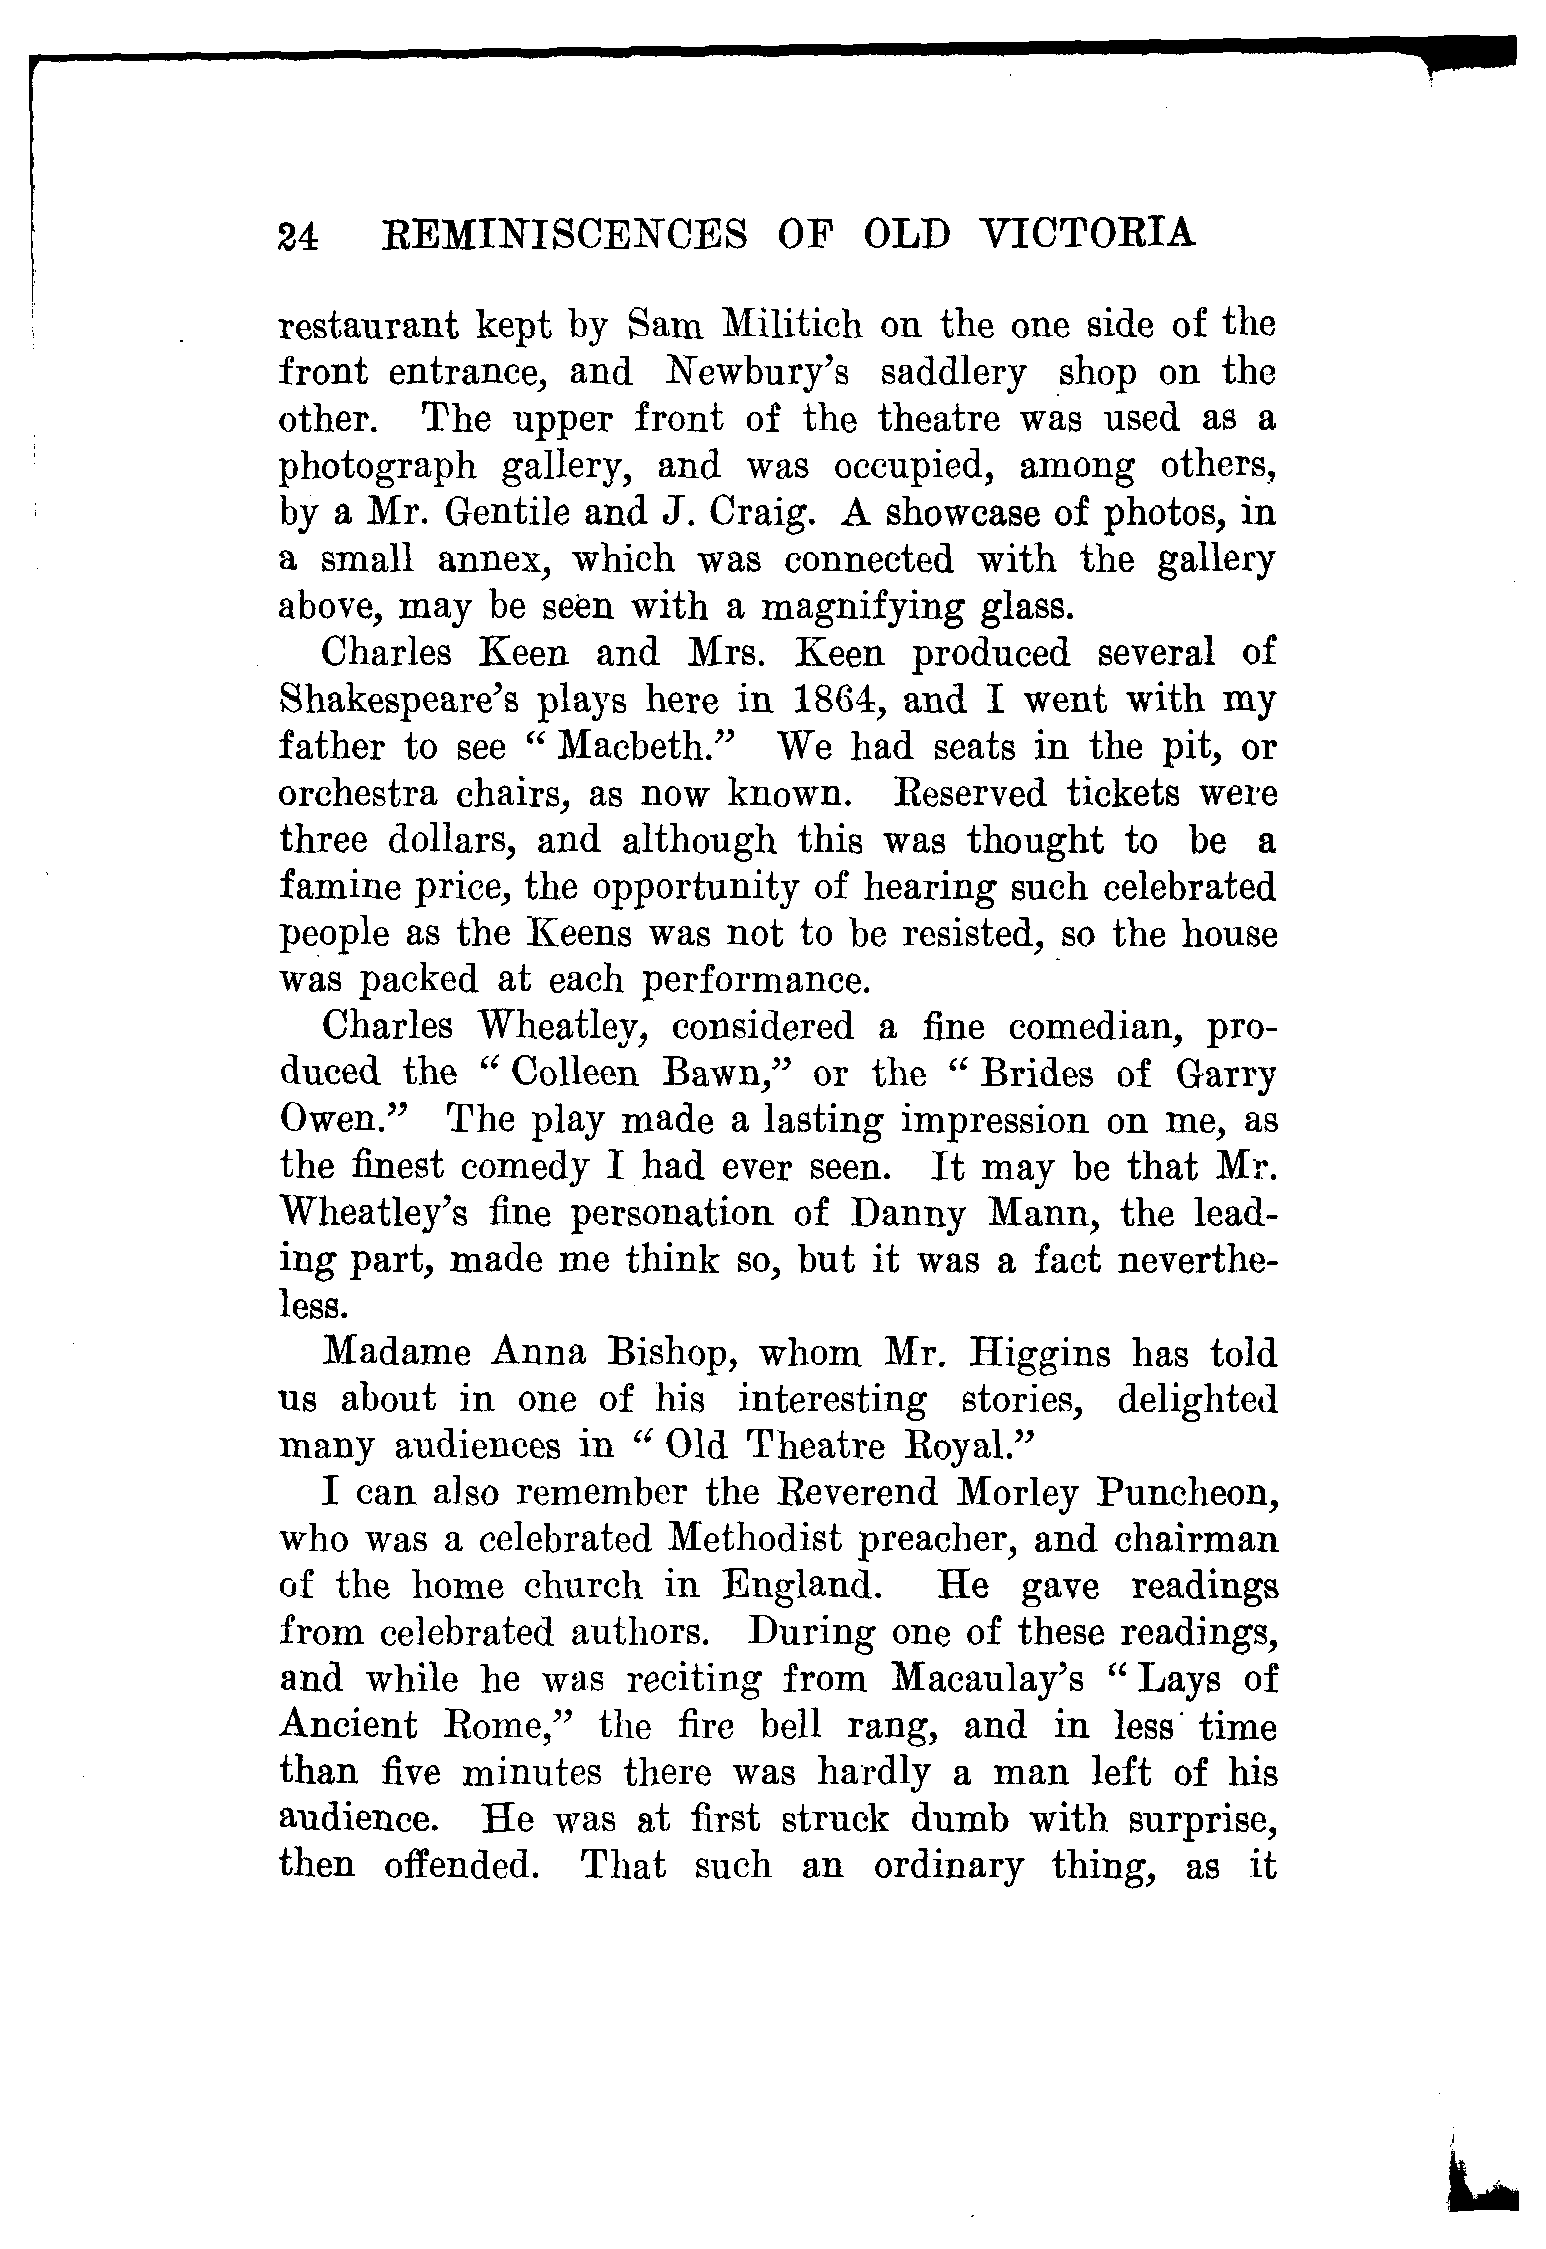 24 REMINISCENCES OF OLD VICTORIA
restaurant kept by Sam Militich on the one side of the
front entrance, and Newbury's saddlery shop on the
other. The upper front of the theatre was used as a
photograph gallery, and was occupied, among others,
by a Mr. Gentile and J. Craig. A showcase of photos, in
a small annex, which was connected with the gallery
above, may be seen with a magnifying glass.
Charles Keen and Mrs. Keen produced several of
Shakespeare's plays here in 1864, and I went with my
father to see “ Macbeth.” We had seats in the pit, or
orchestra chairs, as now known. Reserved tickets were
three dollars, and although this was thought to be a
famine price, the opportunity of hearing such celebrated
people as the Keens was not to be resisted, so the house
was packed at each performance.
Charles Wheatley, considered a fine comedian, pro-
duced the “ Colleen Bawn,” or the “ Brides of Garry
Owen.” The play made a lasting impression on me, as
the finest comedy I had ever seen. It may be that Mr.
Wheatley's fine personation of Danny Mann, the lead-
ing part, made me think so, but it was a fact neverthe-
less.
Madame Anna Bishop, whom Mr. Higgins has told
us about in one of his interesting stories, delighted
many audiences in “ Old Theatre Royal.”
I can also remember the Reverend Morley Puncheon,
who was a celebrated Methodist preacher, and chairman
of the home church in England. He gave readings
from celebrated authors. During one of these readings,
and while he was reciting from Macaulay's “ Lays of
Ancient Rome,” the fire bell rang, and in less time
than five minutes there was hardly a man left of his
audience. He was at first struck dumb with surprise,
then offended. That such an ordinary thing, as it